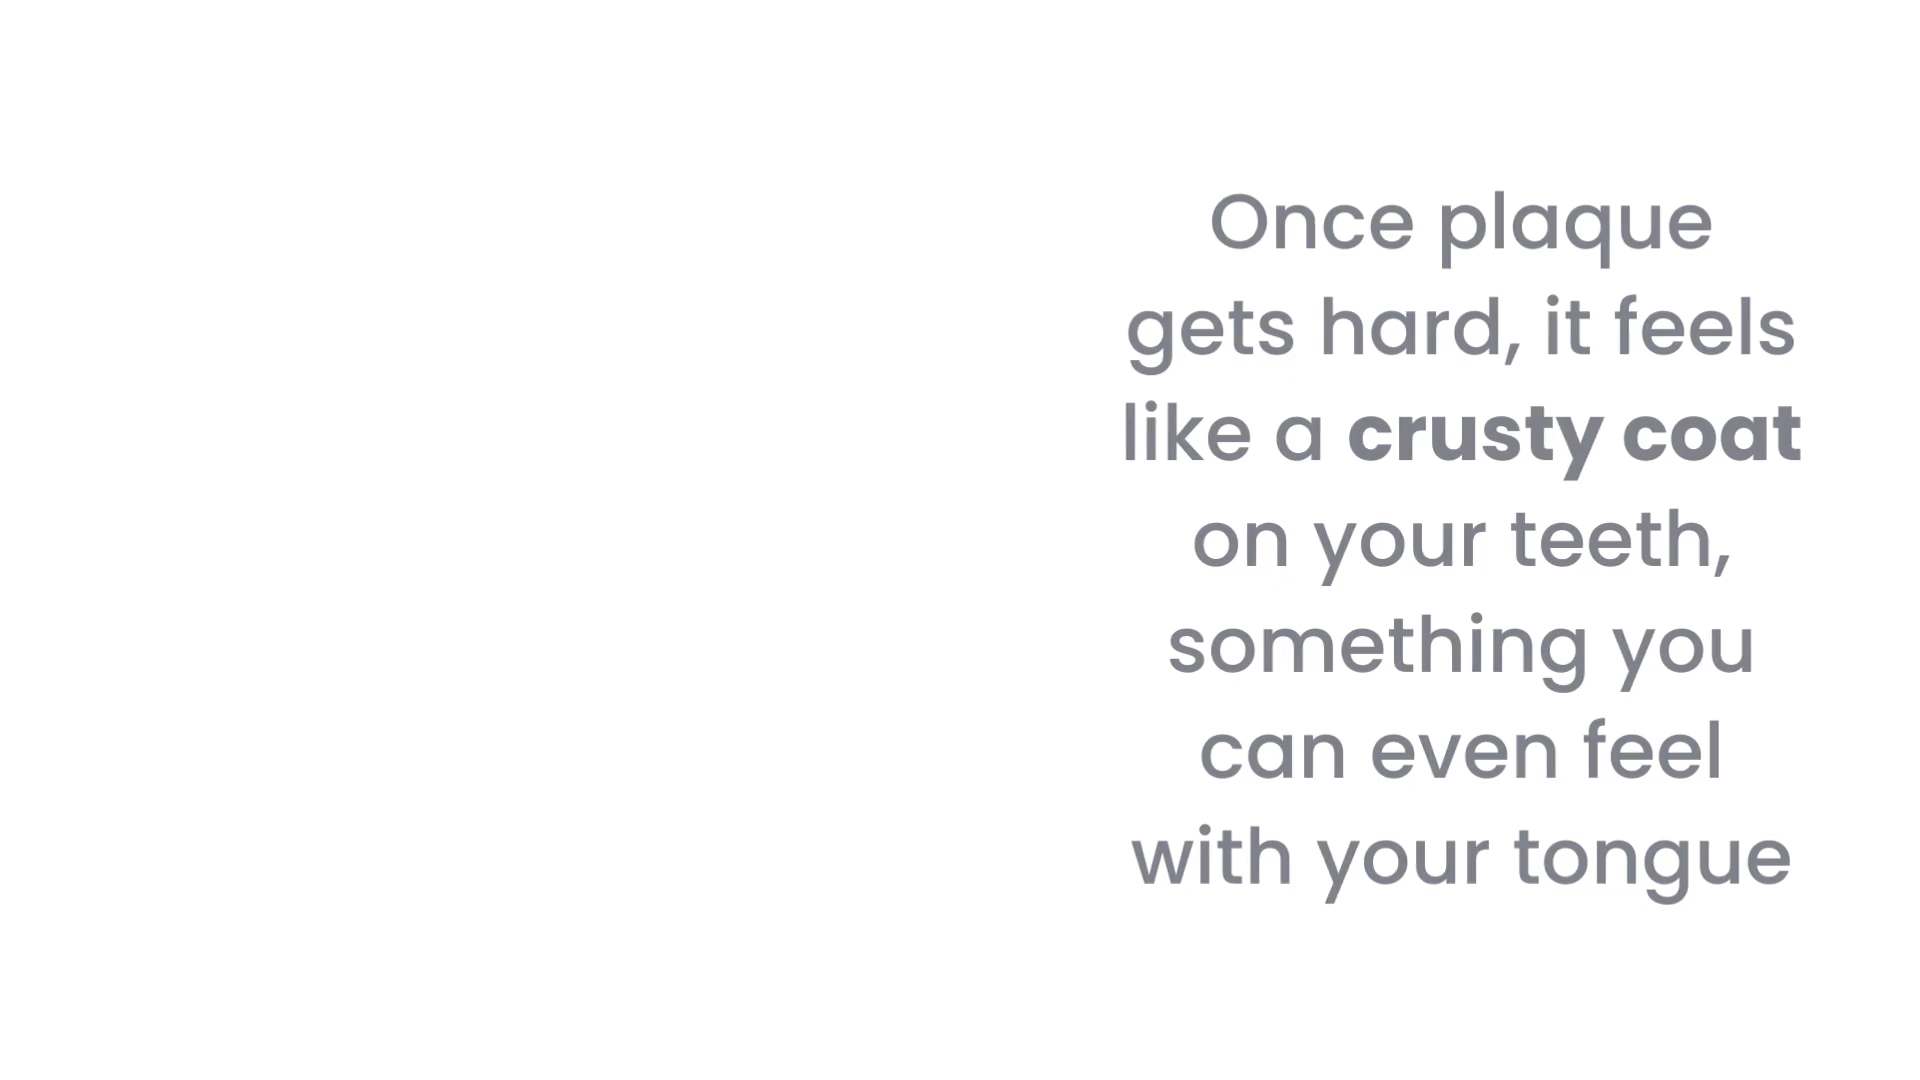 Once plaque
gets hard, it feels
like a crusty coat
on your teeth,
something you
can even feel
with your tongue